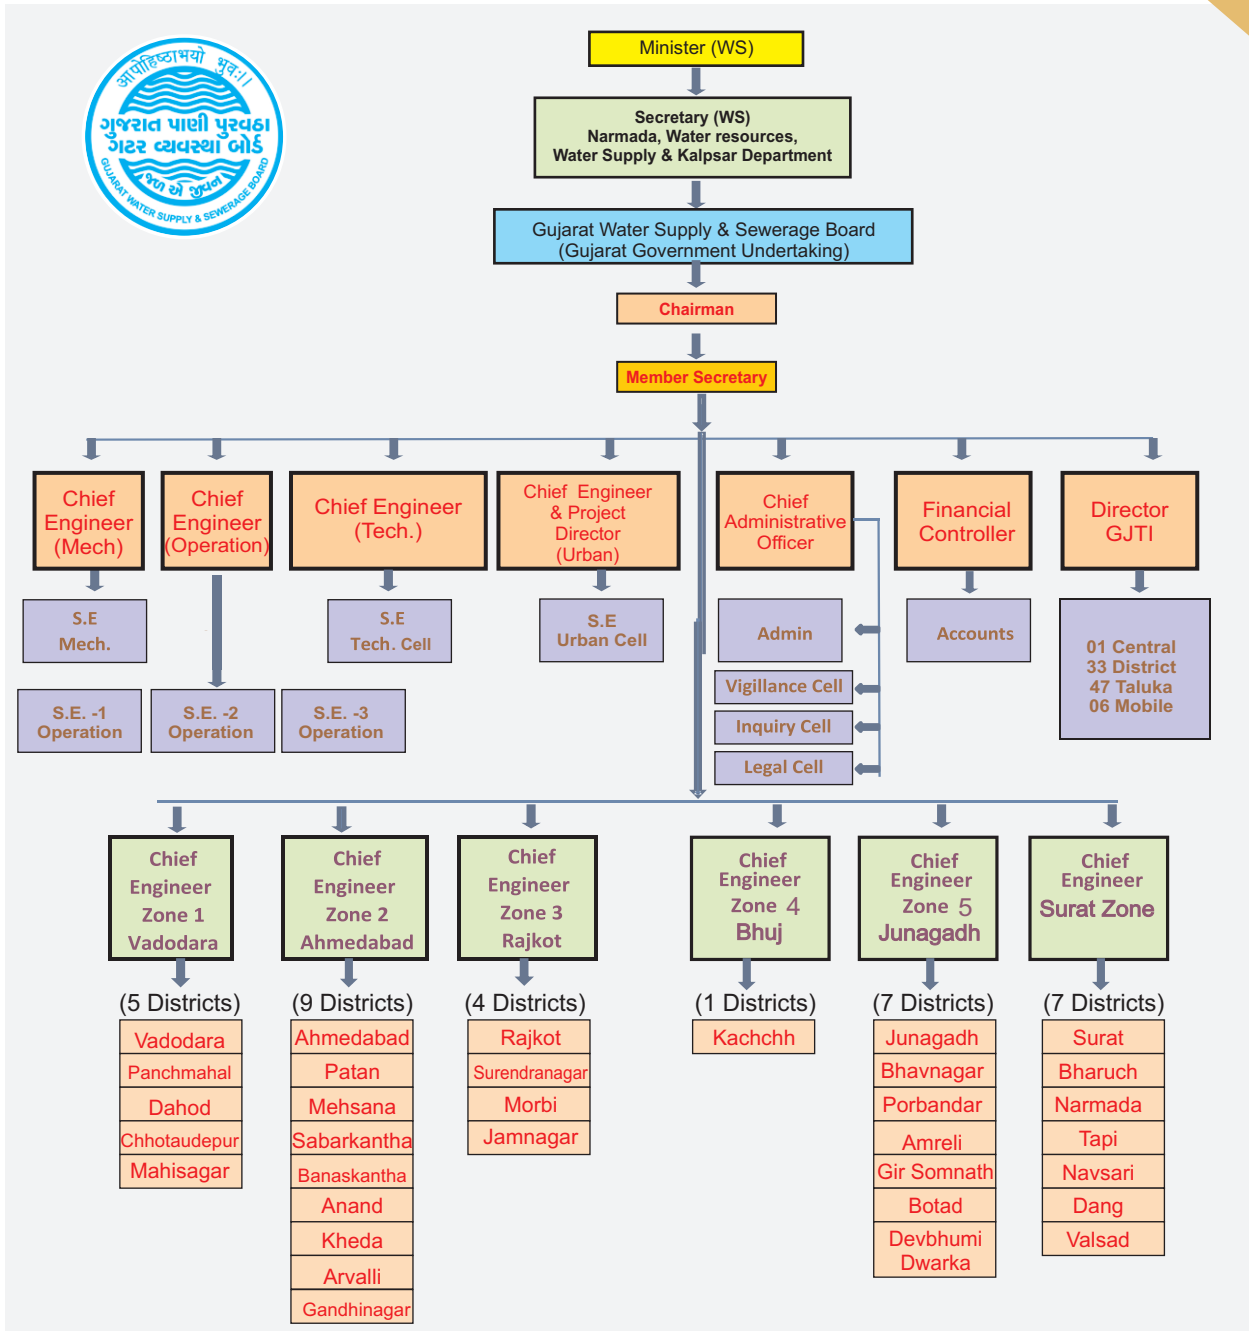 आपोहिष्ठाभयो भुवः।।
ગુજરાત પાણી પુરવઠા
ગટર વ્યવસ્થા બોર્ડ
જળ એ જીવન
GUJARAT WATER SUPPLY & SEWERAGE BOARD
Minister (WS)
Secretary (WS)
Narmada, Water resources,
Water Supply & Kalpsar Department
Gujarat Water Supply & Sewerage Board
(Gujarat Government Undertaking)
Chairman
Member Secretary
Chief
Engineer
(Mech)
Chief
Engineer
(Operation)
Chief Engineer
(Tech.)
Chief Engineer
& Project
Director
(Urban)
Chief
Administrative
Officer
Financial
Controller
Director
GJTI
S.E
Mech.
S.E
Tech. Cell
S.E
Urban Cell
Admin
Accounts
01 Central
33 District
47 Taluka
06 Mobile
S.E. -1
Operation
S.E. -2
Operation
S.E. -3
Operation
Vigillance Cell
Inquiry Cell
Legal Cell
Chief
Engineer
Zone 1
Vadodara
Chief
Engineer
Zone 2
Ahmedabad
Chief
Engineer
Zone 3
Rajkot
Chief
Engineer
Zone 4
Bhuj
Chief
Engineer
Zone 5
Junagadh
Chief
Engineer
Surat Zone
(5 Districts)
Vadodara
Panchmahal
Dahod
Chhotaudepur
Mahisagar
(9 Districts)
Ahmedabad
Patan
Mehsana
Sabarkantha
Banaskantha
Anand
Kheda
Arvalli
Gandhinagar
(4 Districts)
Rajkot
Surendranagar
Morbi
Jamnagar
(1 Districts)
Kachchh
(7 Districts)
Junagadh
Bhavnagar
Porbandar
Amreli
Gir Somnath
Botad
Devbhumi
Dwarka
(7 Districts)
Surat
Bharuch
Narmada
Tapi
Navsari
Dang
Valsad